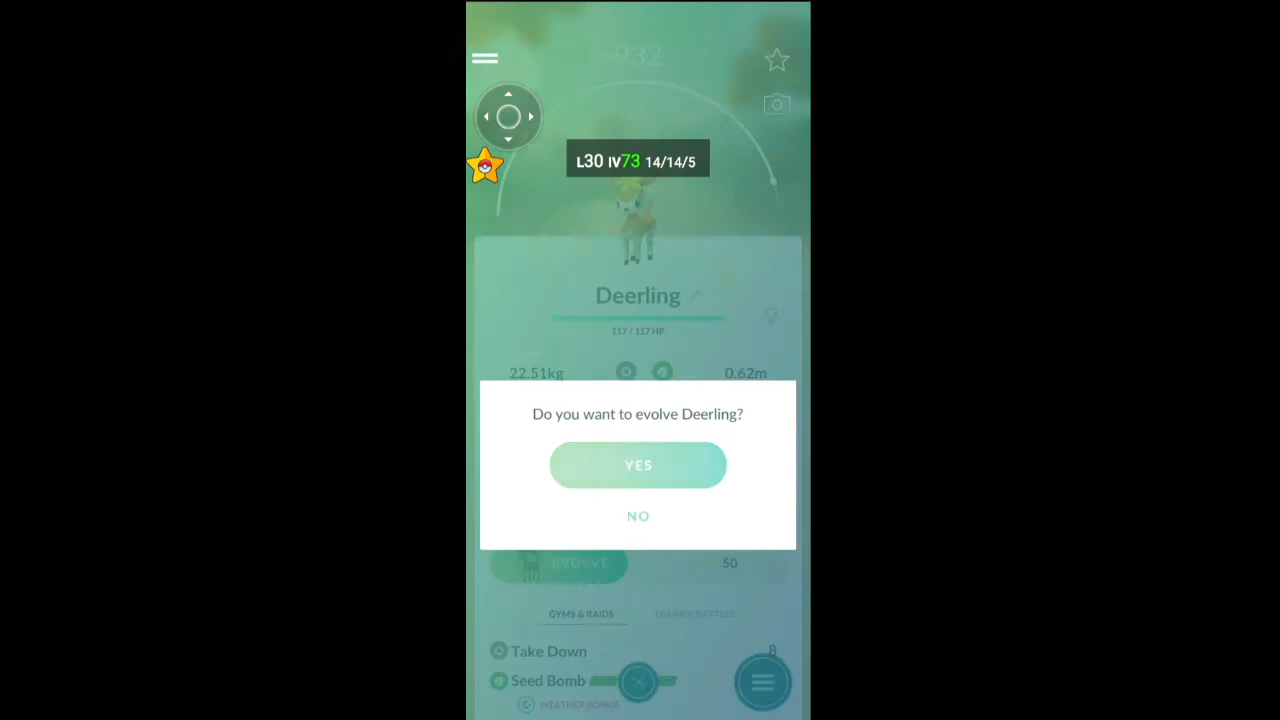 932
L30 IV73 14/14/5
Deerling
117 / 117 HP
22.51kg
0.62m
Do you want to evolve Deerling?
YES
NO
EVOLVE
50
GYMS & RAIDS
TRAINER BATTLES
Take Down
8
Seed Bomb
WEATHER BONUS